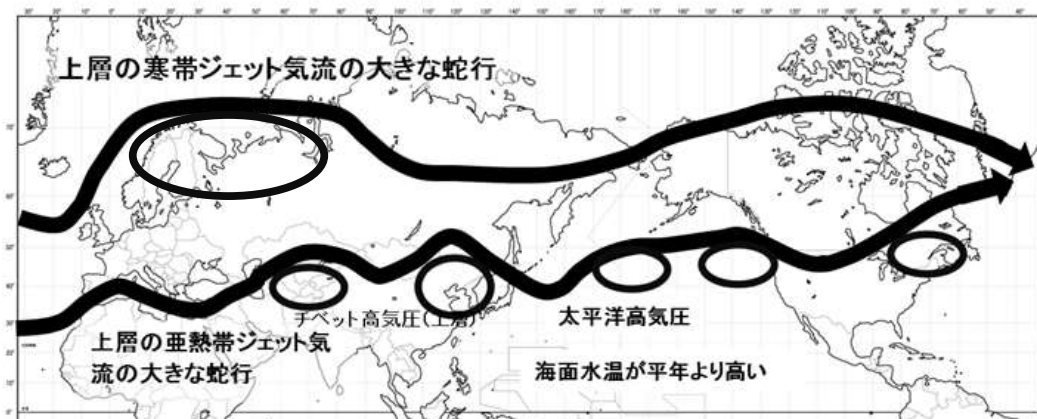 上層の寒帯ジェット気流の大きな蛇行
チベット高気圧(上層)
上層の亜熱帯ジェット気
流の大きな蛇行
太平洋高気圧
海面水温が平年より高い